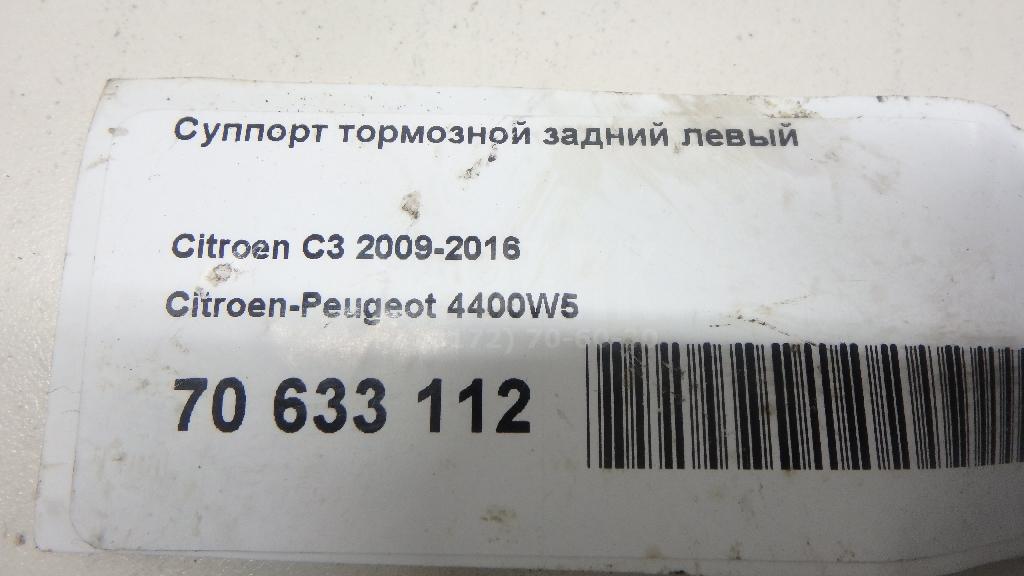 Суппорт тормозной задний левый
Citroen C3 2009-2016
Citroen-Peugeot 4400W5
70 633 112